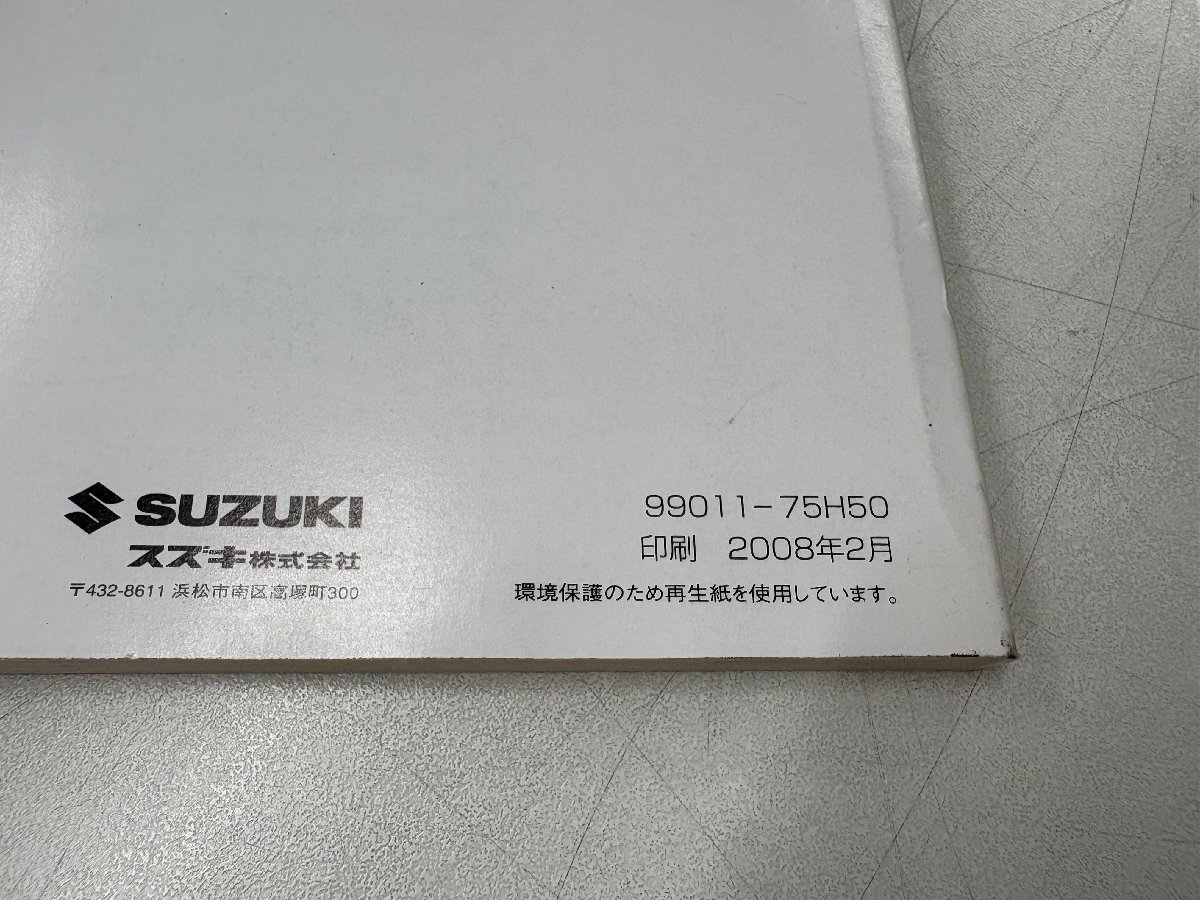 SUZUKI
スズキ株式会社
〒432-8611 浜松市南区高塚町300
99011-75H50
印刷 2008年2月
環境保護のため再生紙を使用しています。